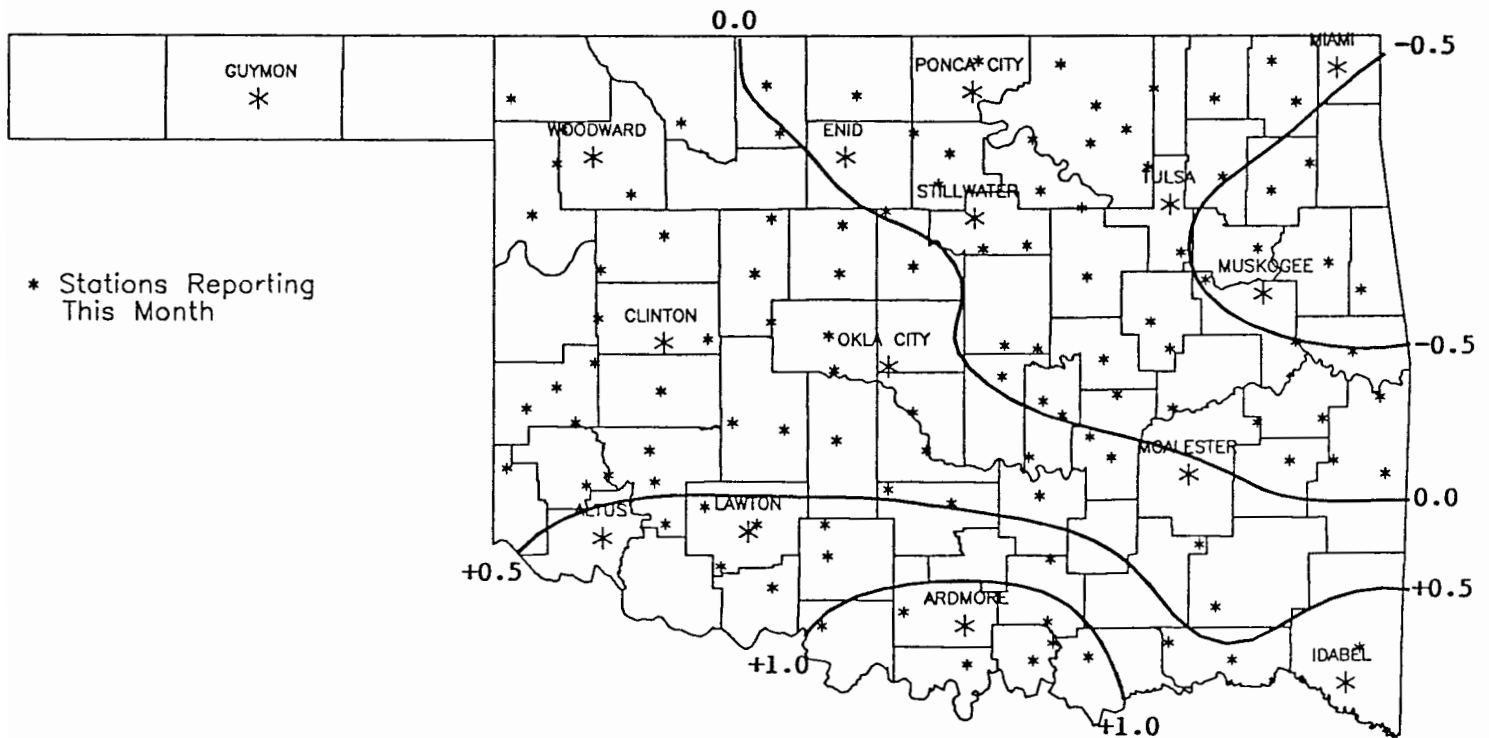 0.0
MIAMI
-0.5
GUYMON
PONCA CITY
WOODWARD
ENID
TULSA
STILLWATER
* Stations Reporting
This Month
MUSKOGEE
CLINTON
OKLA CITY
-0.5
MCALESTER
0.0
ALTUS
LAWTON
+0.5
+0.5
ARDMORE
+1.0
IDABEL
+1.0